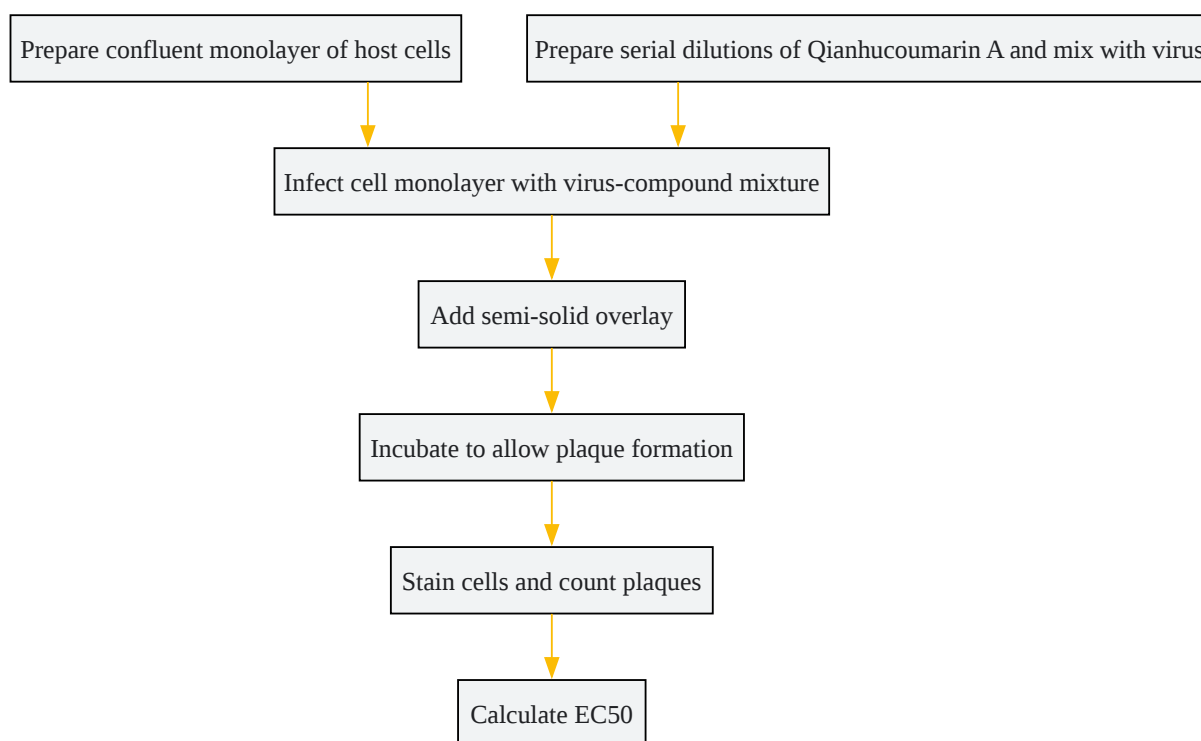 Prepare confluent monolayer of host cells
Prepare serial dilutions of Qianhucoumarin A and mix with virus
Infect cell monolayer with virus-compound mixture
Add semi-solid overlay
Incubate to allow plaque formation
Stain cells and count plaques
Calculate EC50